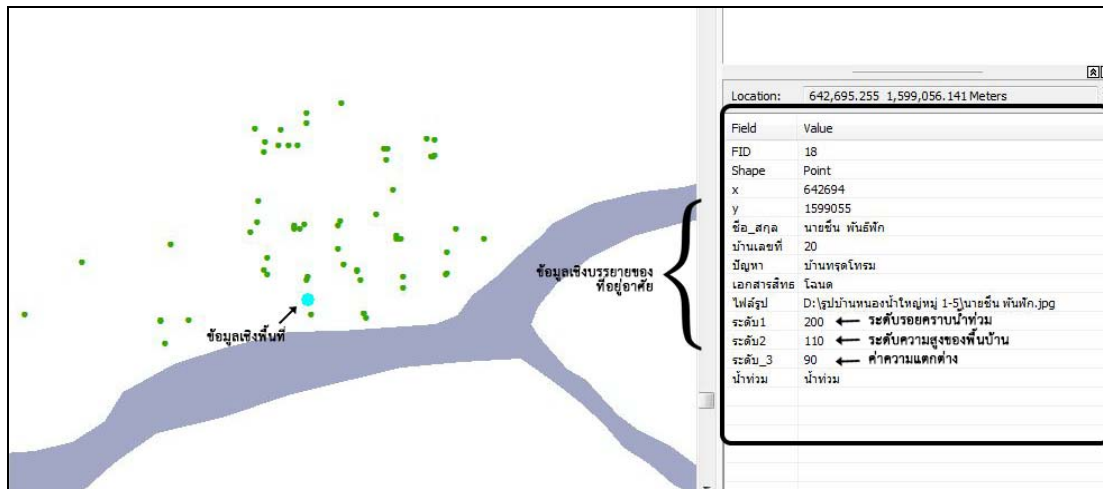 Location: 642,695.255 1,599,056.141 Meters
Field Value
FID 18
Shape Point
x 642694
y 1599055
ชื่อ_สกุล นายชื่น พันธ์ฟัก
บ้านเลขที่ 20
ปัญหา บ้านทรุดโทรม
เอกสารสิทธ โฉนด
ไฟล์รูป D:\รูปบ้านหนองน้ำใหญ่หมู่ 1-5\นายชื่น พันฟัก.jpg
ระดับ1 200 ระดับรอยคราบน้ำท่วม
ระดับ2 110 ระดับความสูงของพื้นบ้าน
ระดับ_3 90 ค่าความแตกต่าง
น้ำท่วม น้ำท่วม
ข้อมูลเชิงบรรยายของ
ที่อยู่อาศัย
ข้อมูลเชิงพื้นที่